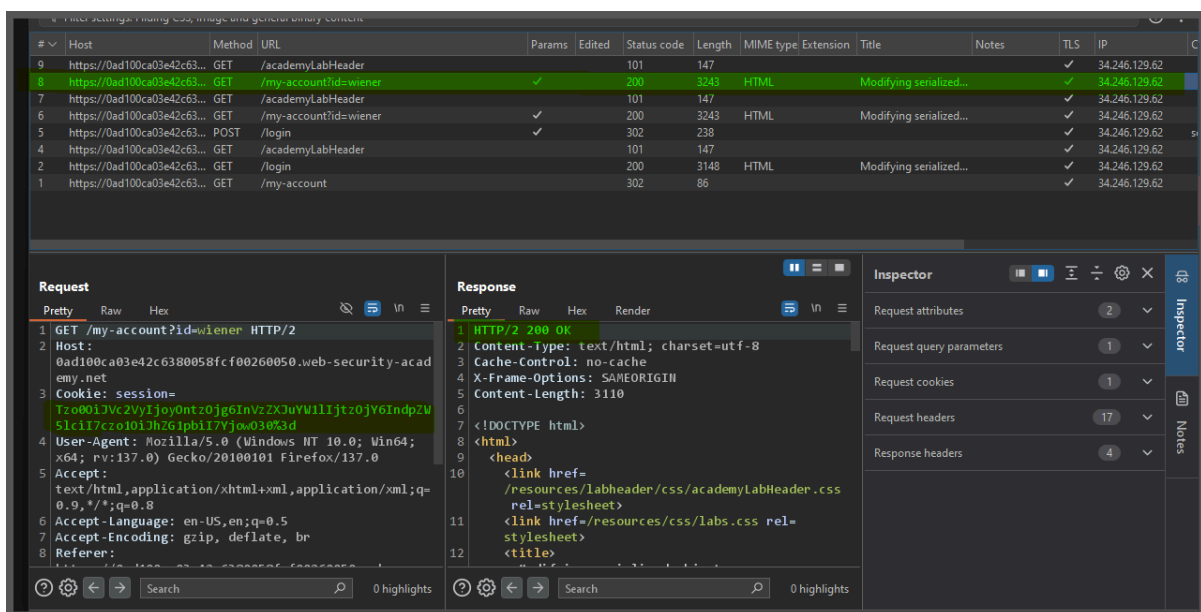 Filter settings: Hiding CSS, image and general binary content
# Host Method URL Params Edited Status code Length MIME type Extension Title Notes TLS IP C
9 https://0ad100ca03e42c63... GET /academyLabHeader 101 147 ✓ 34.246.129.62
8 https://0ad100ca03e42c63... GET /my-account?id=wiener ✓ 200 3243 HTML Modifying serialized... ✓ 34.246.129.62
7 https://0ad100ca03e42c63... GET /academyLabHeader 101 147 ✓ 34.246.129.62
6 https://0ad100ca03e42c63... GET /my-account?id=wiener ✓ 200 3243 HTML Modifying serialized... ✓ 34.246.129.62
5 https://0ad100ca03e42c63... POST /login ✓ 302 238 ✓ 34.246.129.62
4 https://0ad100ca03e42c63... GET /academyLabHeader 101 147 ✓ 34.246.129.62
2 https://0ad100ca03e42c63... GET /login 200 3148 HTML Modifying serialized... ✓ 34.246.129.62
1 https://0ad100ca03e42c63... GET /my-account 302 86 ✓ 34.246.129.62
Request
Pretty Raw Hex \n
1 GET /my-account?id=wiener HTTP/2
2 Host:
0ad100ca03e42c6380058fcf00260050.web-security-acad
emy.net
3 Cookie: session=
Tzo0OiJVc2VyIjoyOntzOjg6InVzZXJuYW1lIjtzOjY6IndpZW
5lciI7czo1OiJhZG1pbiI7YjowO30%3d
4 User-Agent: Mozilla/5.0 (Windows NT 10.0; Win64;
x64; rv:137.0) Gecko/20100101 Firefox/137.0
5 Accept:
text/html,application/xhtml+xml,application/xml;q=
0.9,*/*;q=0.8
6 Accept-Language: en-US,en;q=0.5
7 Accept-Encoding: gzip, deflate, br
8 Referer:
Search 0 highlights
Response
Pretty Raw Hex Render \n
1 HTTP/2 200 OK
2 Content-Type: text/html; charset=utf-8
3 Cache-Control: no-cache
4 X-Frame-Options: SAMEORIGIN
5 Content-Length: 3110
6
7 <!DOCTYPE html>
8 <html>
9 <head>
10 <link href=
/resources/labheader/css/academyLabHeader.css
rel=stylesheet>
11 <link href=/resources/css/labs.css rel=
stylesheet>
12 <title>
Search 0 highlights
Inspector
Request attributes 2
Request query parameters 1
Request cookies 1
Request headers 17
Response headers 4
Inspector
Notes